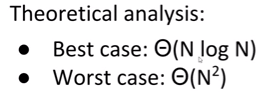 Theoretical analysis:
● Best case: Θ(N log N)
● Worst case: Θ(N²)